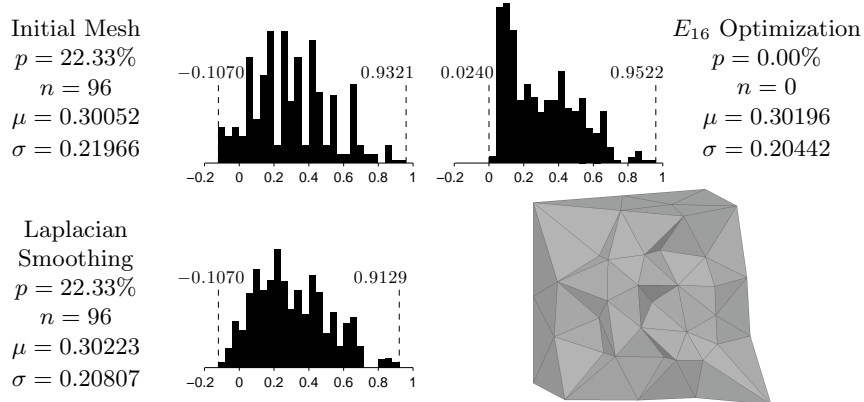 Initial Mesh
p = 22.33%
n = 96
μ = 0.30052
σ = 0.21966
−0.1070
0.9321
−0.2 0 0.2 0.4 0.6 0.8 1
0.0240
0.9522
−0.2 0 0.2 0.4 0.6 0.8 1
E16 Optimization
p = 0.00%
n = 0
μ = 0.30196
σ = 0.20442
Laplacian
Smoothing
p = 22.33%
n = 96
μ = 0.30223
σ = 0.20807
−0.1070
0.9129
−0.2 0 0.2 0.4 0.6 0.8 1